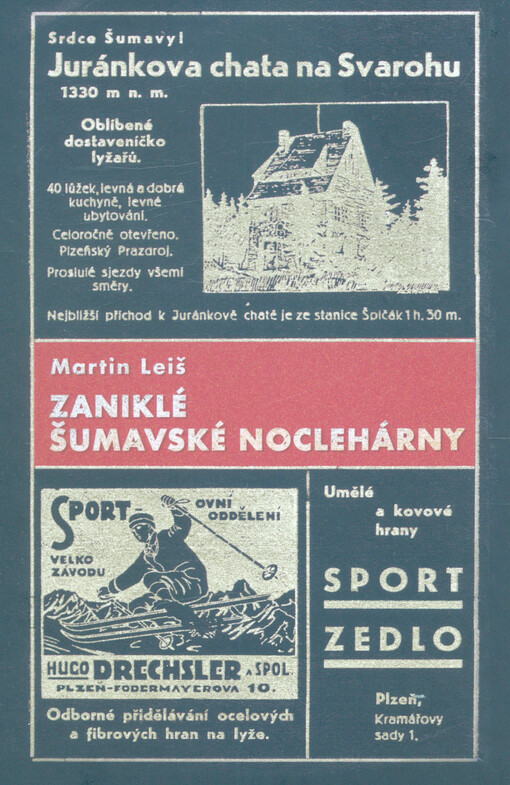 Srdce Šumavy!
Juránkova chata na Svarohu
1330 m n. m.
Oblíbené
dostaveníčko
lyžařů.
40 lůžek, levná a dobrá
kuchyně, levné
ubytování.
Celoročně otevřeno.
Plzeňský Prazdroj.
Proslulé sjezdy všemi
směry.
Nejbližší příchod k Juránkově chatě je ze stanice Špičák 1 h. 30 m.
Martin Leiš
ZANIKLÉ
ŠUMAVSKÉ NOCLEHÁRNY
SPORT-
OVNÍ
ODDĚLENÍ
VELKO
ZÁVODU
HUGO DRECHSLER A SPOL
PLZEŇ-FODERMAYEROVA 10.
Odborné přidělávání ocelových
a fibrových hran na lyže.
Umělé
a kovové
hrany
SPORT
ZEDLO
Plzeň,
Kramářovy
sady 1.